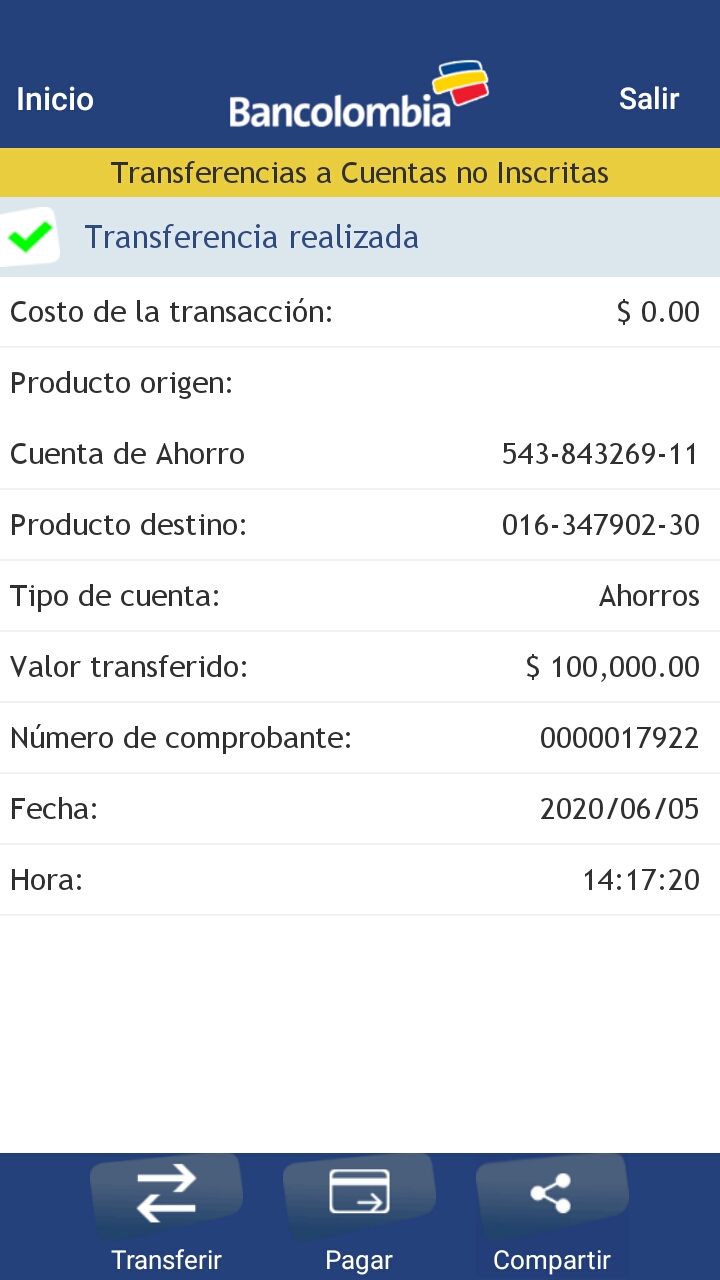 Inicio
Bancolombia
Salir
Transferencias a Cuentas no Inscritas
Transferencia realizada
Costo de la transacción: $ 0.00
Producto origen:
Cuenta de Ahorro 543-843269-11
Producto destino: 016-347902-30
Tipo de cuenta: Ahorros
Valor transferido: $ 100,000.00
Número de comprobante: 0000017922
Fecha: 2020/06/05
Hora: 14:17:20
Transferir Pagar Compartir